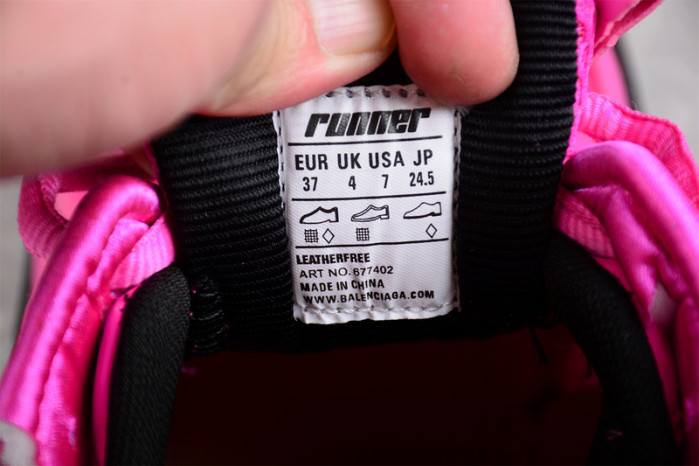 runner
EUR UK USA JP
37 4 7 24.5
LEATHERFREE
ART NO.677402
MADE IN CHINA
WWW.BALENCIAGA.COM